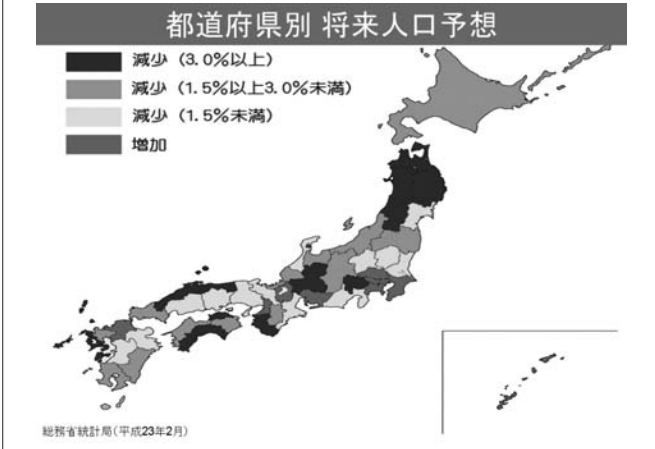 都道府県別 将来人口予想
減少（3.0％以上）
減少（1.5％以上3.0％未満）
減少（1.5％未満）
増加
総務省統計局（平成23年2月）